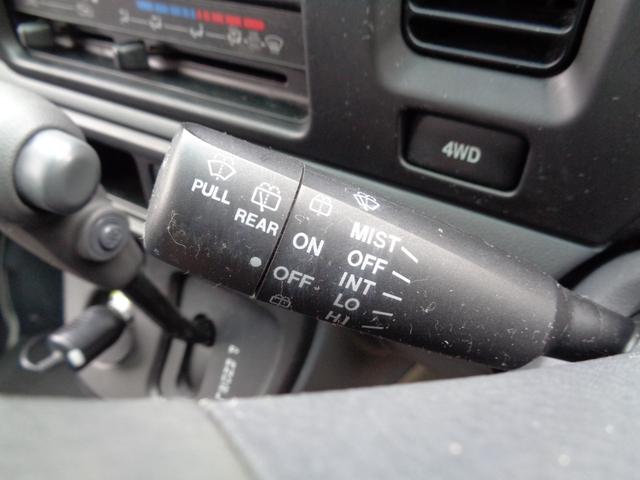 4WD
PULL
REAR
ON
OFF
MIST
OFF
INT
LO
HI